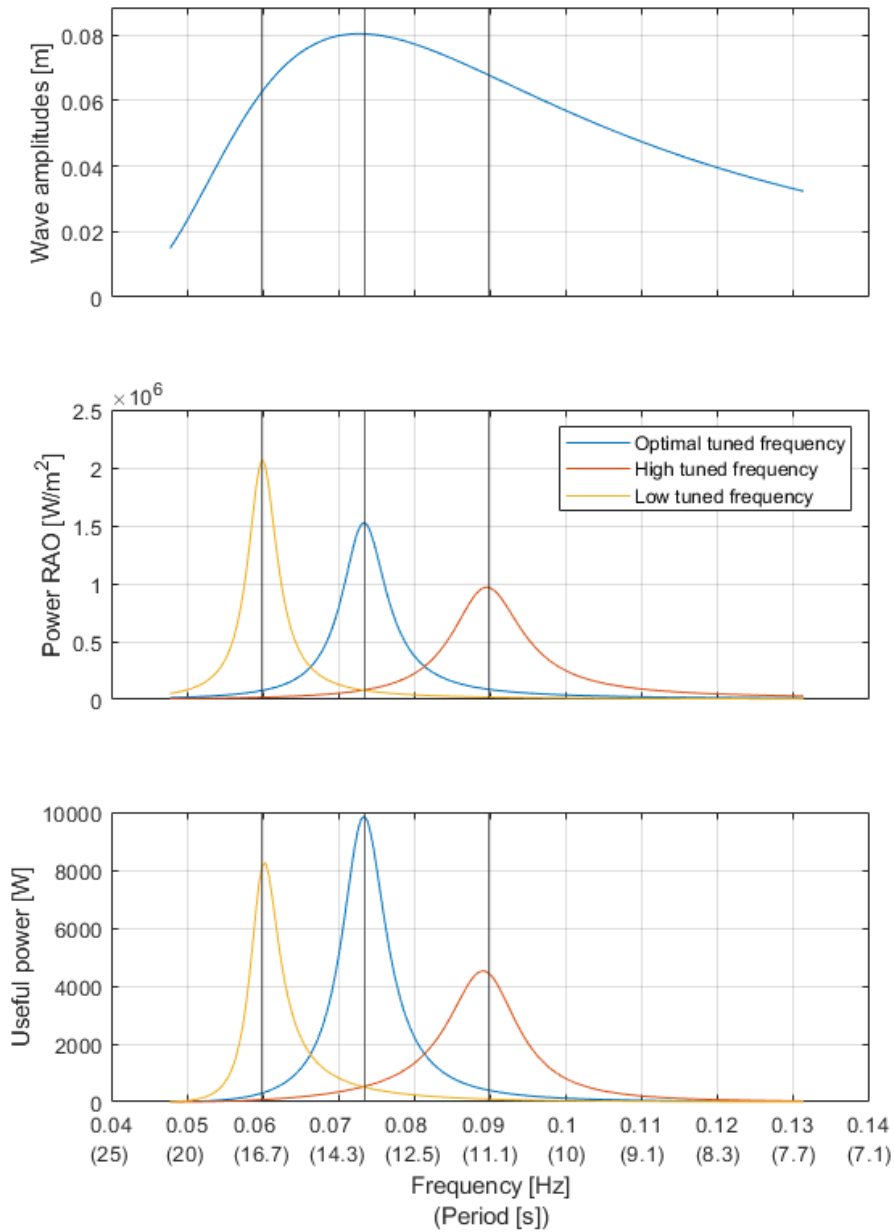 Wave amplitudes [m]
0.08
0.06
0.04
0.02
0
×10⁶
Power RAO [W/m²]
2.5
2
1.5
1
0.5
0
Optimal tuned frequency
High tuned frequency
Low tuned frequency
Useful power [W]
10000
8000
6000
4000
2000
0
0.04 0.05 0.06 0.07 0.08 0.09 0.1 0.11 0.12 0.13 0.14
(25) (20) (16.7) (14.3) (12.5) (11.1) (10) (9.1) (8.3) (7.7) (7.1)
Frequency [Hz]
(Period [s])